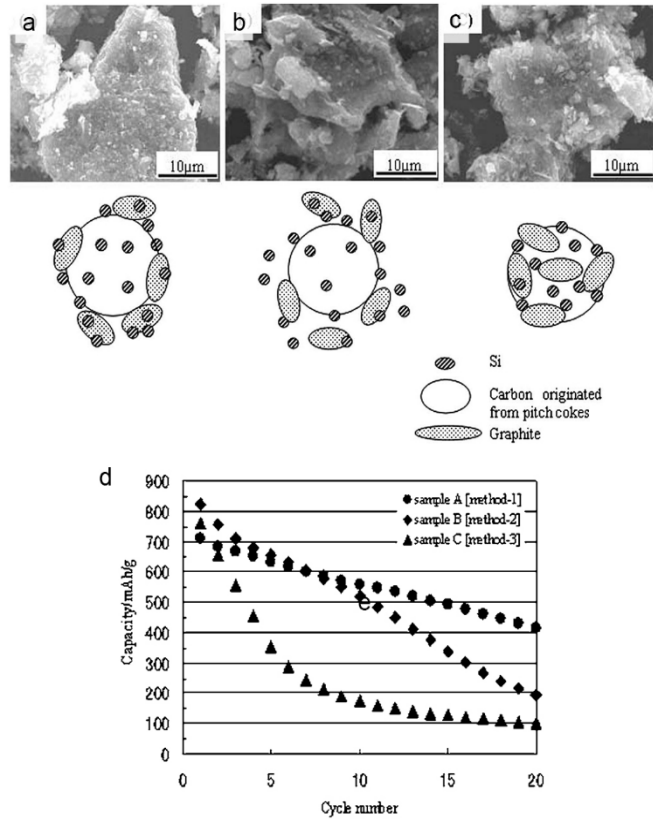 a
b
c
10μm
10μm
10μm
Si
Carbon originated
from pitch cokes
Graphite
d
900
800
700
600
500
400
300
200
100
0
Capacity/mAh/g
sample A [method-1]
sample B [method-2]
sample C [method-3]
0
5
10
15
20
Cycle number